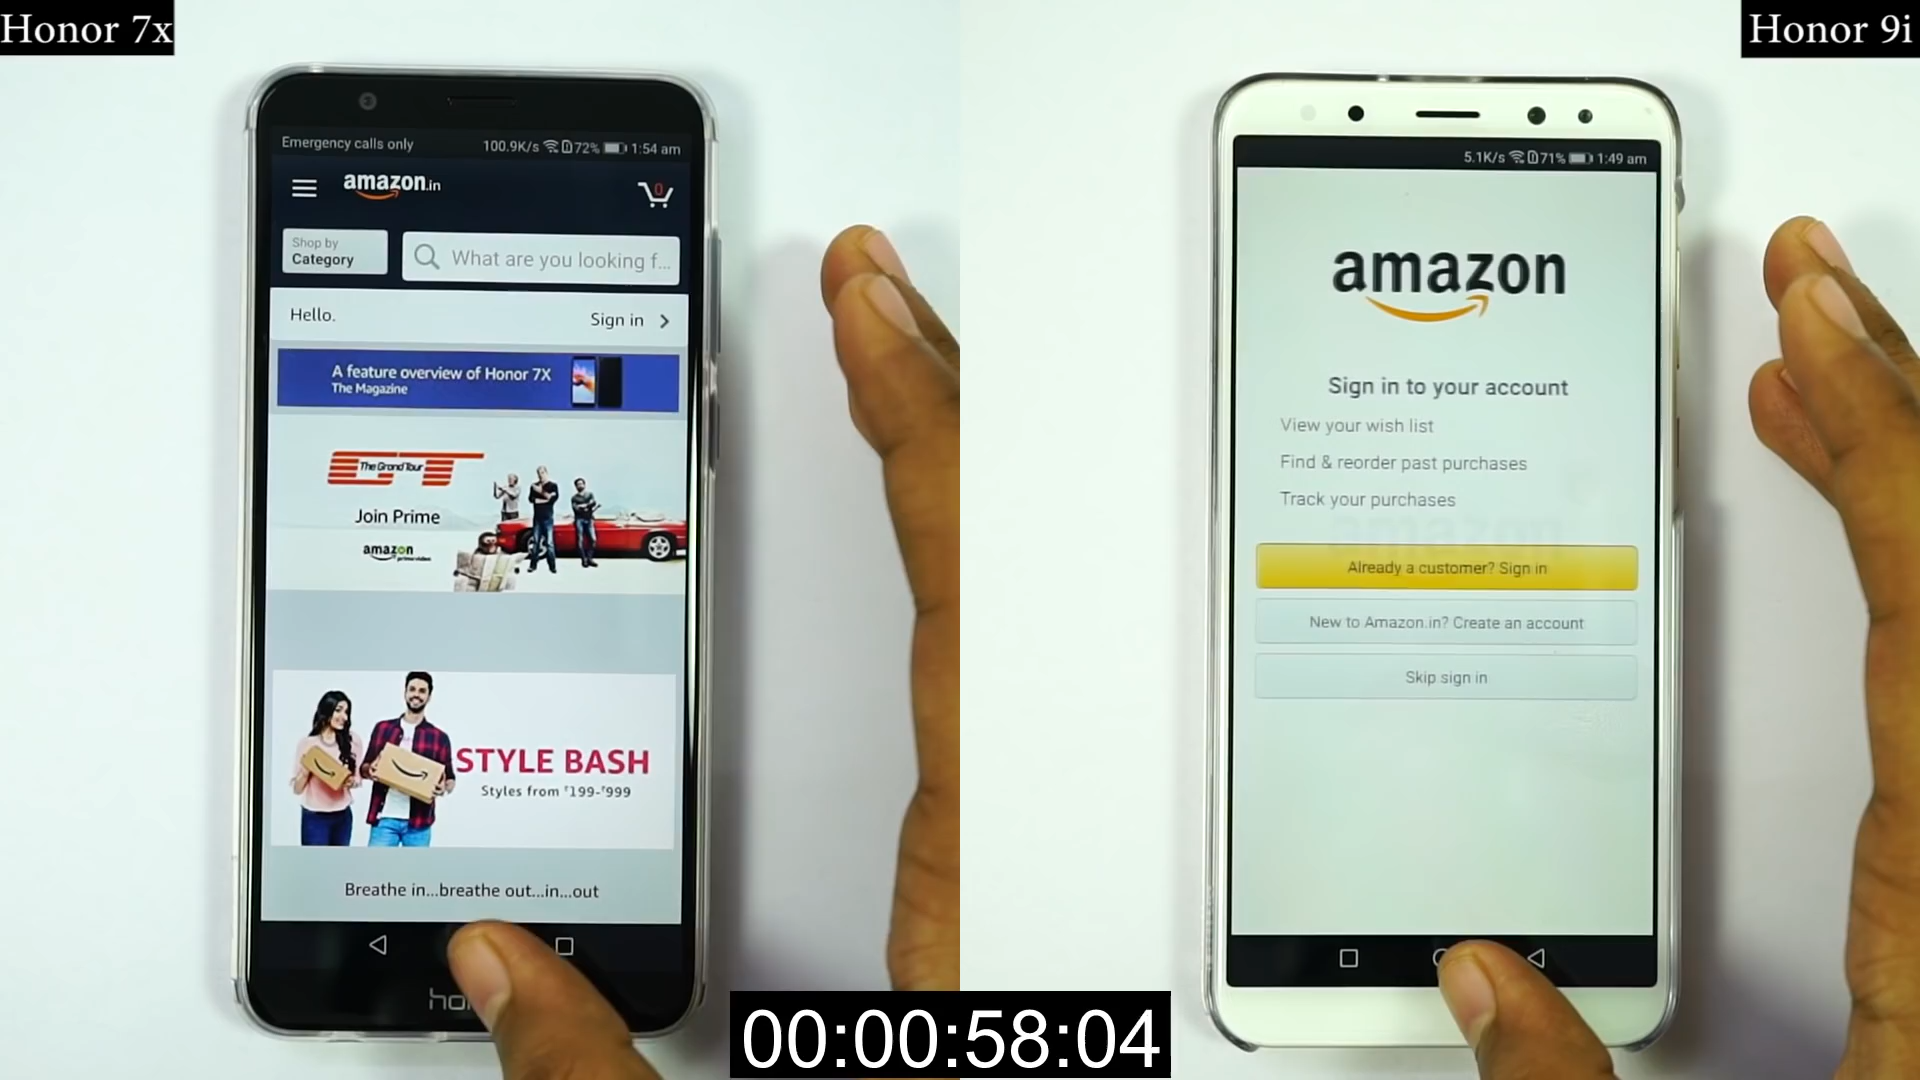 Honor 7x
Honor 9i
Emergency calls only
100.9K/s 72% 1:54 am
amazon.in
0
Shop by
Category
What are you looking f...
Hello.
Sign in
A feature overview of Honor 7X
The Magazine
GT
The Grand Tour
Join Prime
amazon
prime video
STYLE BASH
Styles from ₹199-₹999
Breathe in...breathe out...in...out
5.1K/s 71% 1:49 am
amazon
Sign in to your account
View your wish list
Find & reorder past purchases
Track your purchases
Already a customer? Sign in
New to Amazon.in? Create an account
Skip sign in
00:00:58:04